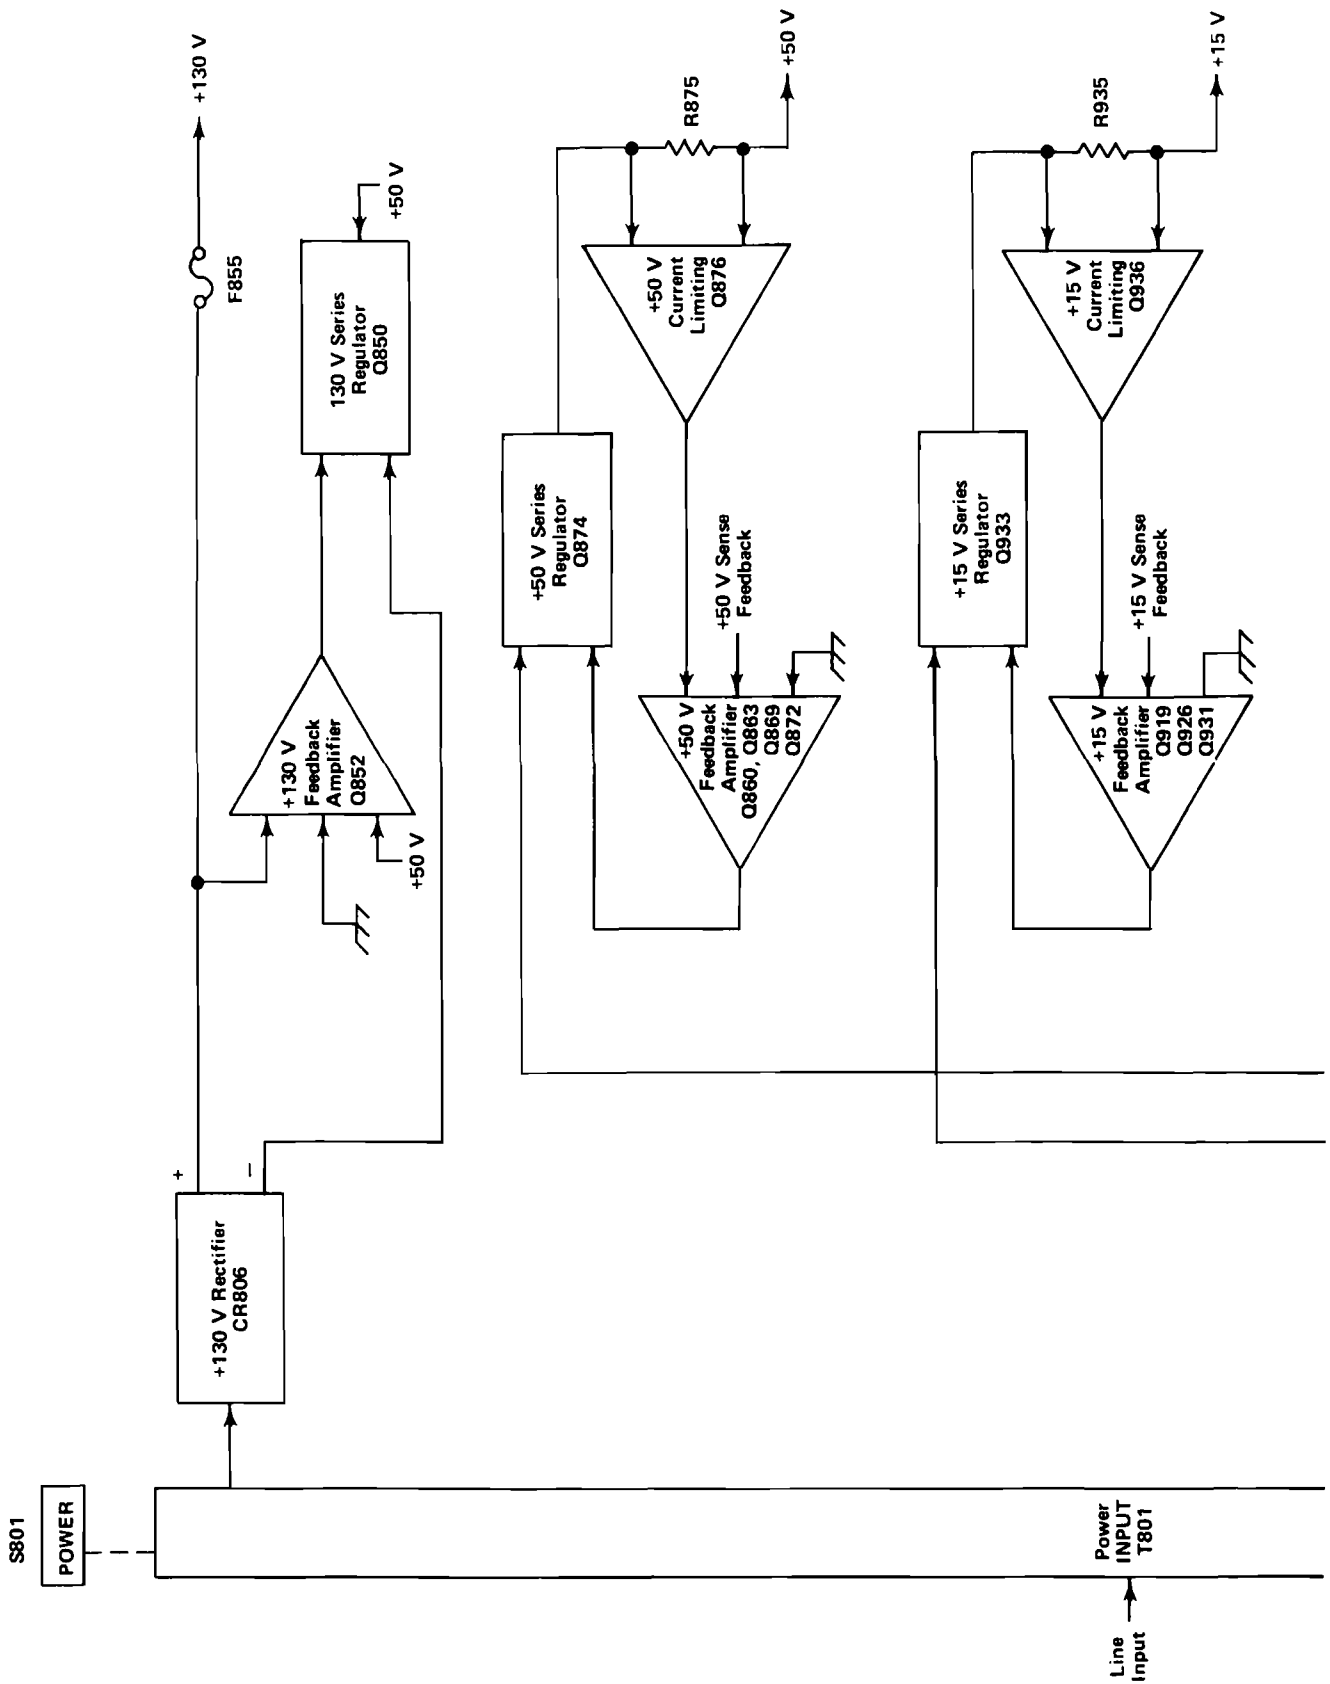 S801
POWER
Line
Input
Power
INPUT
T801
+130 V Rectifier
CR806
+
−
+130 V
Feedback
Amplifier
Q852
+50 V
130 V Series
Regulator
Q850
+50 V
F855
+130 V
+50 V Series
Regulator
Q874
+50 V
Feedback
Amplifier
Q860, Q863
Q869
Q872
+50 V Sense
Feedback
+50 V
Current
Limiting
Q876
R875
+50 V
+15 V Series
Regulator
Q933
+15 V
Feedback
Amplifier
Q919
Q926
Q931
+15 V Sense
Feedback
+15 V
Current
Limiting
Q936
R935
+15 V